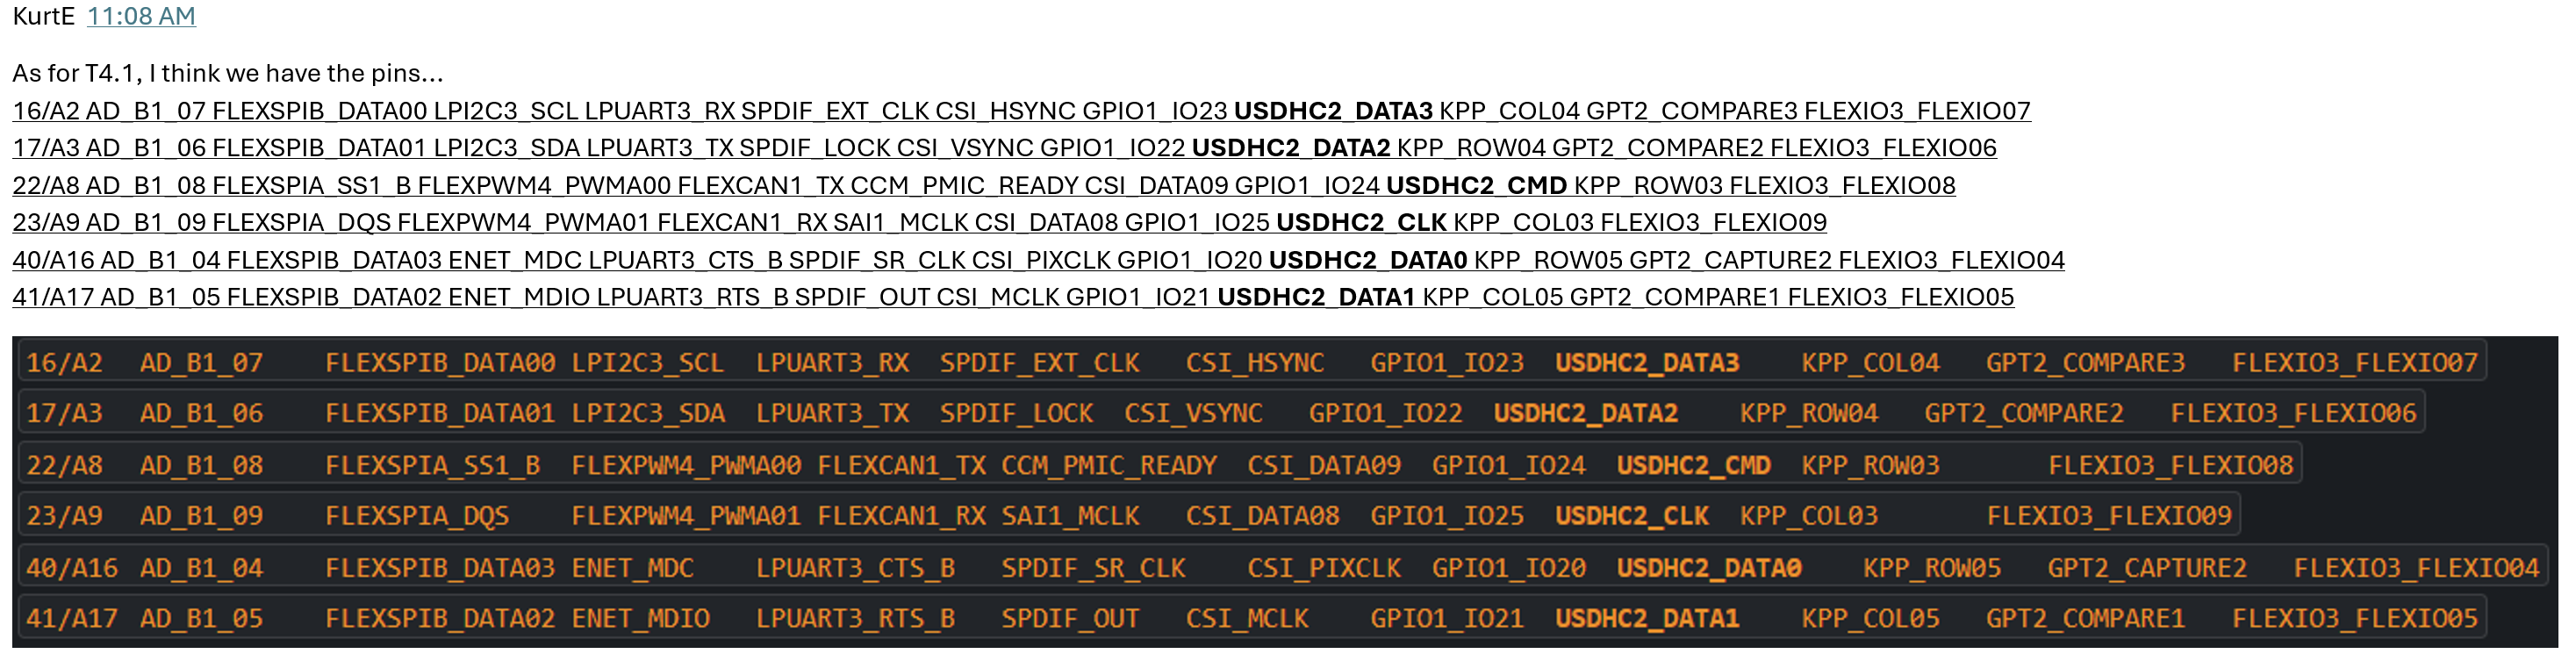 KurtE 11:08 AM
As for T4.1, I think we have the pins...
16/A2 AD_B1_07 FLEXSPIB_DATA00 LPI2C3_SCL LPUART3_RX SPDIF_EXT_CLK CSI_HSYNC GPIO1_IO23 USDHC2_DATA3 KPP_COL04 GPT2_COMPARE3 FLEXIO3_FLEXIO07
17/A3 AD_B1_06 FLEXSPIB_DATA01 LPI2C3_SDA LPUART3_TX SPDIF_LOCK CSI_VSYNC GPIO1_IO22 USDHC2_DATA2 KPP_ROW04 GPT2_COMPARE2 FLEXIO3_FLEXIO06
22/A8 AD_B1_08 FLEXSPIA_SS1_B FLEXPWM4_PWMA00 FLEXCAN1_TX CCM_PMIC_READY CSI_DATA09 GPIO1_IO24 USDHC2_CMD KPP_ROW03 FLEXIO3_FLEXIO08
23/A9 AD_B1_09 FLEXSPIA_DQS FLEXPWM4_PWMA01 FLEXCAN1_RX SAI1_MCLK CSI_DATA08 GPIO1_IO25 USDHC2_CLK KPP_COL03 FLEXIO3_FLEXIO09
40/A16 AD_B1_04 FLEXSPIB_DATA03 ENET_MDC LPUART3_CTS_B SPDIF_SR_CLK CSI_PIXCLK GPIO1_IO20 USDHC2_DATA0 KPP_ROW05 GPT2_CAPTURE2 FLEXIO3_FLEXIO04
41/A17 AD_B1_05 FLEXSPIB_DATA02 ENET_MDIO LPUART3_RTS_B SPDIF_OUT CSI_MCLK GPIO1_IO21 USDHC2_DATA1 KPP_COL05 GPT2_COMPARE1 FLEXIO3_FLEXIO05
16/A2 AD_B1_07 FLEXSPIB_DATA00 LPI2C3_SCL LPUART3_RX SPDIF_EXT_CLK CSI_HSYNC GPIO1_IO23 USDHC2_DATA3 KPP_COL04 GPT2_COMPARE3 FLEXIO3_FLEXIO07
17/A3 AD_B1_06 FLEXSPIB_DATA01 LPI2C3_SDA LPUART3_TX SPDIF_LOCK CSI_VSYNC GPIO1_IO22 USDHC2_DATA2 KPP_ROW04 GPT2_COMPARE2 FLEXIO3_FLEXIO06
22/A8 AD_B1_08 FLEXSPIA_SS1_B FLEXPWM4_PWMA00 FLEXCAN1_TX CCM_PMIC_READY CSI_DATA09 GPIO1_IO24 USDHC2_CMD KPP_ROW03 FLEXIO3_FLEXIO08
23/A9 AD_B1_09 FLEXSPIA_DQS FLEXPWM4_PWMA01 FLEXCAN1_RX SAI1_MCLK CSI_DATA08 GPIO1_IO25 USDHC2_CLK KPP_COL03 FLEXIO3_FLEXIO09
40/A16 AD_B1_04 FLEXSPIB_DATA03 ENET_MDC LPUART3_CTS_B SPDIF_SR_CLK CSI_PIXCLK GPIO1_IO20 USDHC2_DATA0 KPP_ROW05 GPT2_CAPTURE2 FLEXIO3_FLEXIO04
41/A17 AD_B1_05 FLEXSPIB_DATA02 ENET_MDIO LPUART3_RTS_B SPDIF_OUT CSI_MCLK GPIO1_IO21 USDHC2_DATA1 KPP_COL05 GPT2_COMPARE1 FLEXIO3_FLEXIO05